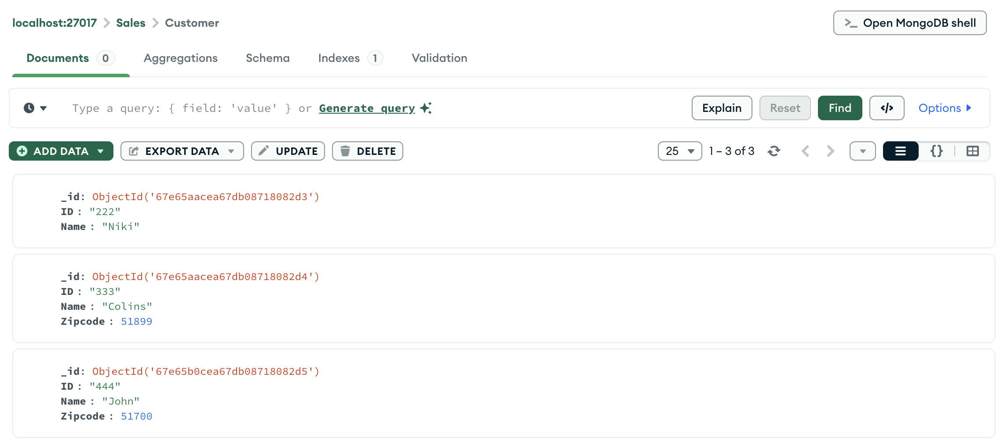 localhost:27017 Sales Customer
>_ Open MongoDB shell
Documents 0 Aggregations Schema Indexes 1 Validation
Type a query: { field: 'value' } or Generate query Explain Reset Find </> Options
ADD DATA EXPORT DATA UPDATE DELETE 25 1 – 3 of 3 {}
_id: ObjectId('67e65aacea67db08718082d3')
ID : "222"
Name : "Niki"
_id: ObjectId('67e65aacea67db08718082d4')
ID : "333"
Name : "Colins"
Zipcode : 51899
_id: ObjectId('67e65b0cea67db08718082d5')
ID : "444"
Name : "John"
Zipcode : 51700